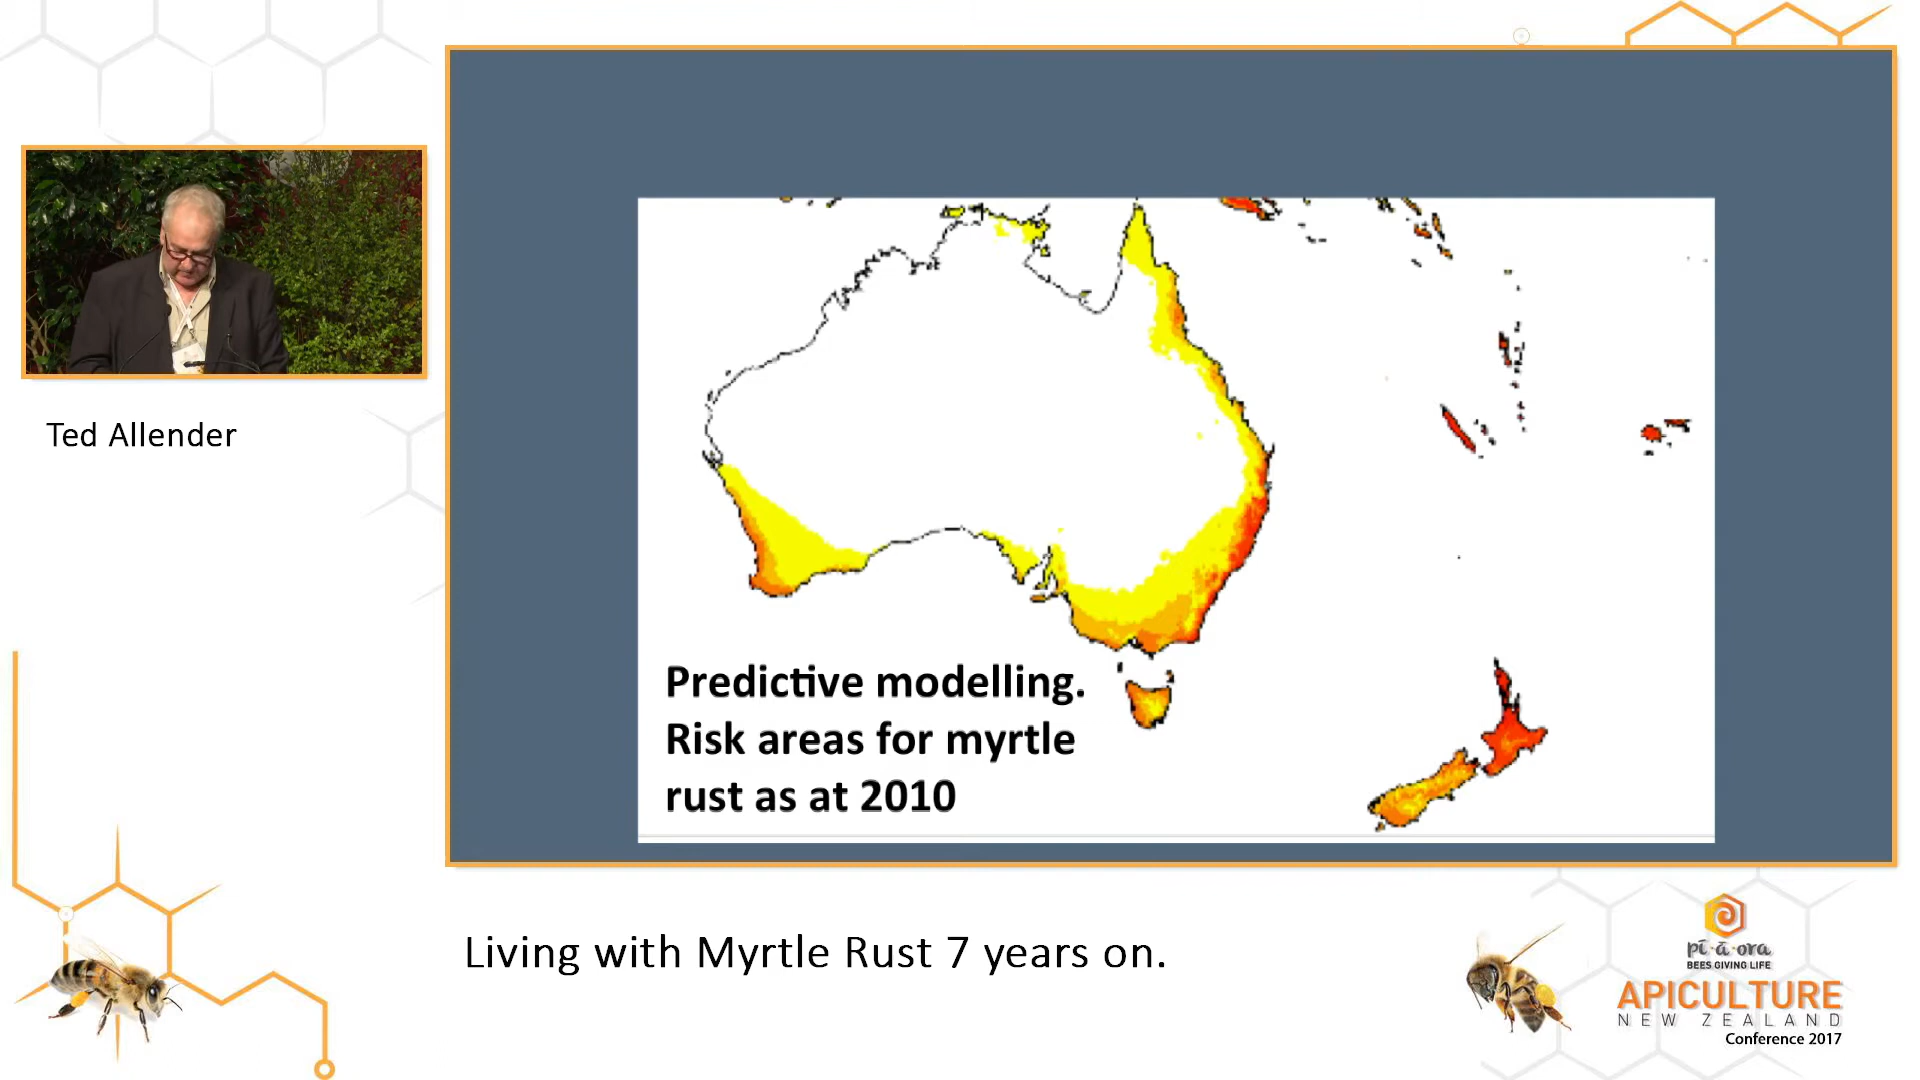 Ted Allender
Predictive modelling.
Risk areas for myrtle
rust as at 2010
Living with Myrtle Rust 7 years on.
pī·ā·ora
BEES GIVING LIFE
APICULTURE
NEW ZEALAND
Conference 2017